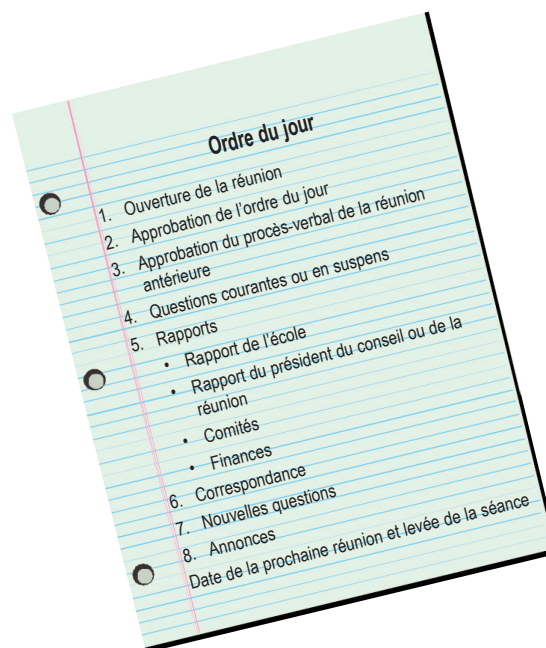 Ordre du jour
1. Ouverture de la réunion
2. Approbation de l'ordre du jour
3. Approbation du procès-verbal de la réunion
antérieure
4. Questions courantes ou en suspens
5. Rapports
• Rapport de l'école
• Rapport du président du conseil ou de la
réunion
• Comités
• Finances
6. Correspondance
7. Nouvelles questions
8. Annonces
Date de la prochaine réunion et levée de la séance